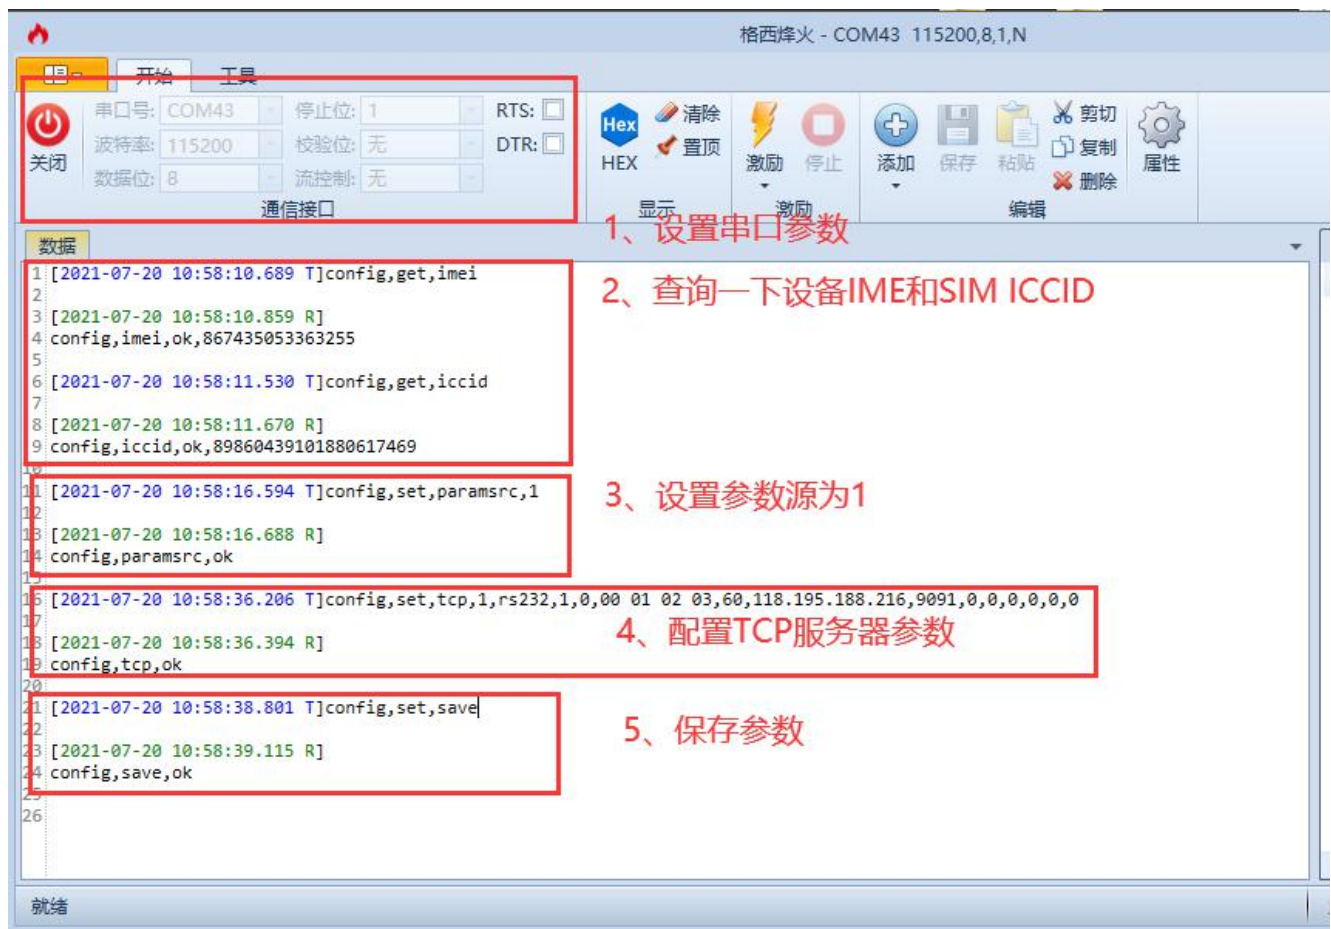 格西烽火 - COM43  115200,8,1,N
开始 工具
关闭
串口号: COM43 停止位: 1 RTS:
波特率: 115200 校验位: 无 DTR:
数据位: 8 流控制: 无
通信接口
Hex
HEX
清除
置顶
显示
激励 停止
激励
添加 保存 粘贴
剪切
复制
删除
编辑
属性
1、设置串口参数
数据
2、查询一下设备IME和SIM ICCID
1 [2021-07-20 10:58:10.689 T]config,get,imei
2
3 [2021-07-20 10:58:10.859 R]
4 config,imei,ok,867435053363255
5
6 [2021-07-20 10:58:11.530 T]config,get,iccid
7
8 [2021-07-20 10:58:11.670 R]
9 config,iccid,ok,89860439101880617469
10
11 [2021-07-20 10:58:16.594 T]config,set,paramsrc,1
3、设置参数源为1
12
13 [2021-07-20 10:58:16.688 R]
14 config,paramsrc,ok
15
16 [2021-07-20 10:58:36.206 T]config,set,tcp,1,rs232,1,0,00 01 02 03,60,118.195.188.216,9091,0,0,0,0,0,0
17
4、配置TCP服务器参数
18 [2021-07-20 10:58:36.394 R]
19 config,tcp,ok
20
21 [2021-07-20 10:58:38.801 T]config,set,save
22
5、保存参数
23 [2021-07-20 10:58:39.115 R]
24 config,save,ok
25
26
就绪